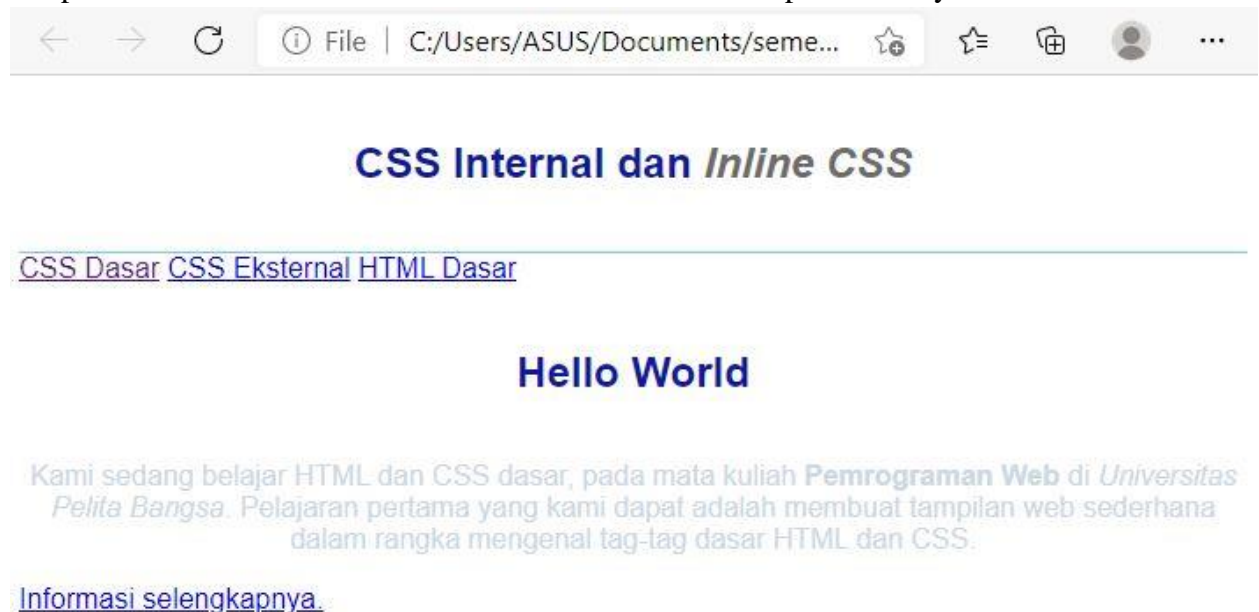 File | C:/Users/ASUS/Documents/seme...
CSS Internal dan Inline CSS
CSS Dasar CSS Eksternal HTML Dasar
Hello World
Kami sedang belajar HTML dan CSS dasar, pada mata kuliah Pemrograman Web di Universitas
Pelita Bangsa. Pelajaran pertama yang kami dapat adalah membuat tampilan web sederhana
dalam rangka mengenal tag-tag dasar HTML dan CSS.
Informasi selengkapnya.